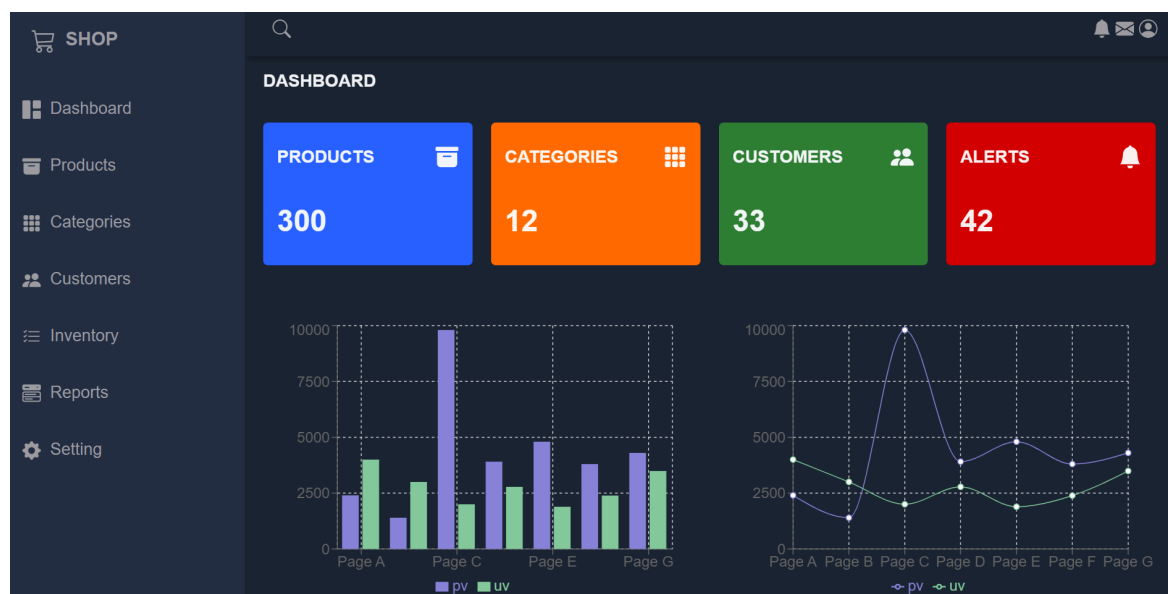 SHOP
Dashboard
Products
Categories
Customers
Inventory
Reports
Setting
DASHBOARD
PRODUCTS
300
CATEGORIES
12
CUSTOMERS
33
ALERTS
42
10000
7500
5000
2500
0
Page A Page C Page E Page G
pv uv
10000
7500
5000
2500
0
Page A Page B Page C Page D Page E Page F Page G
pv uv